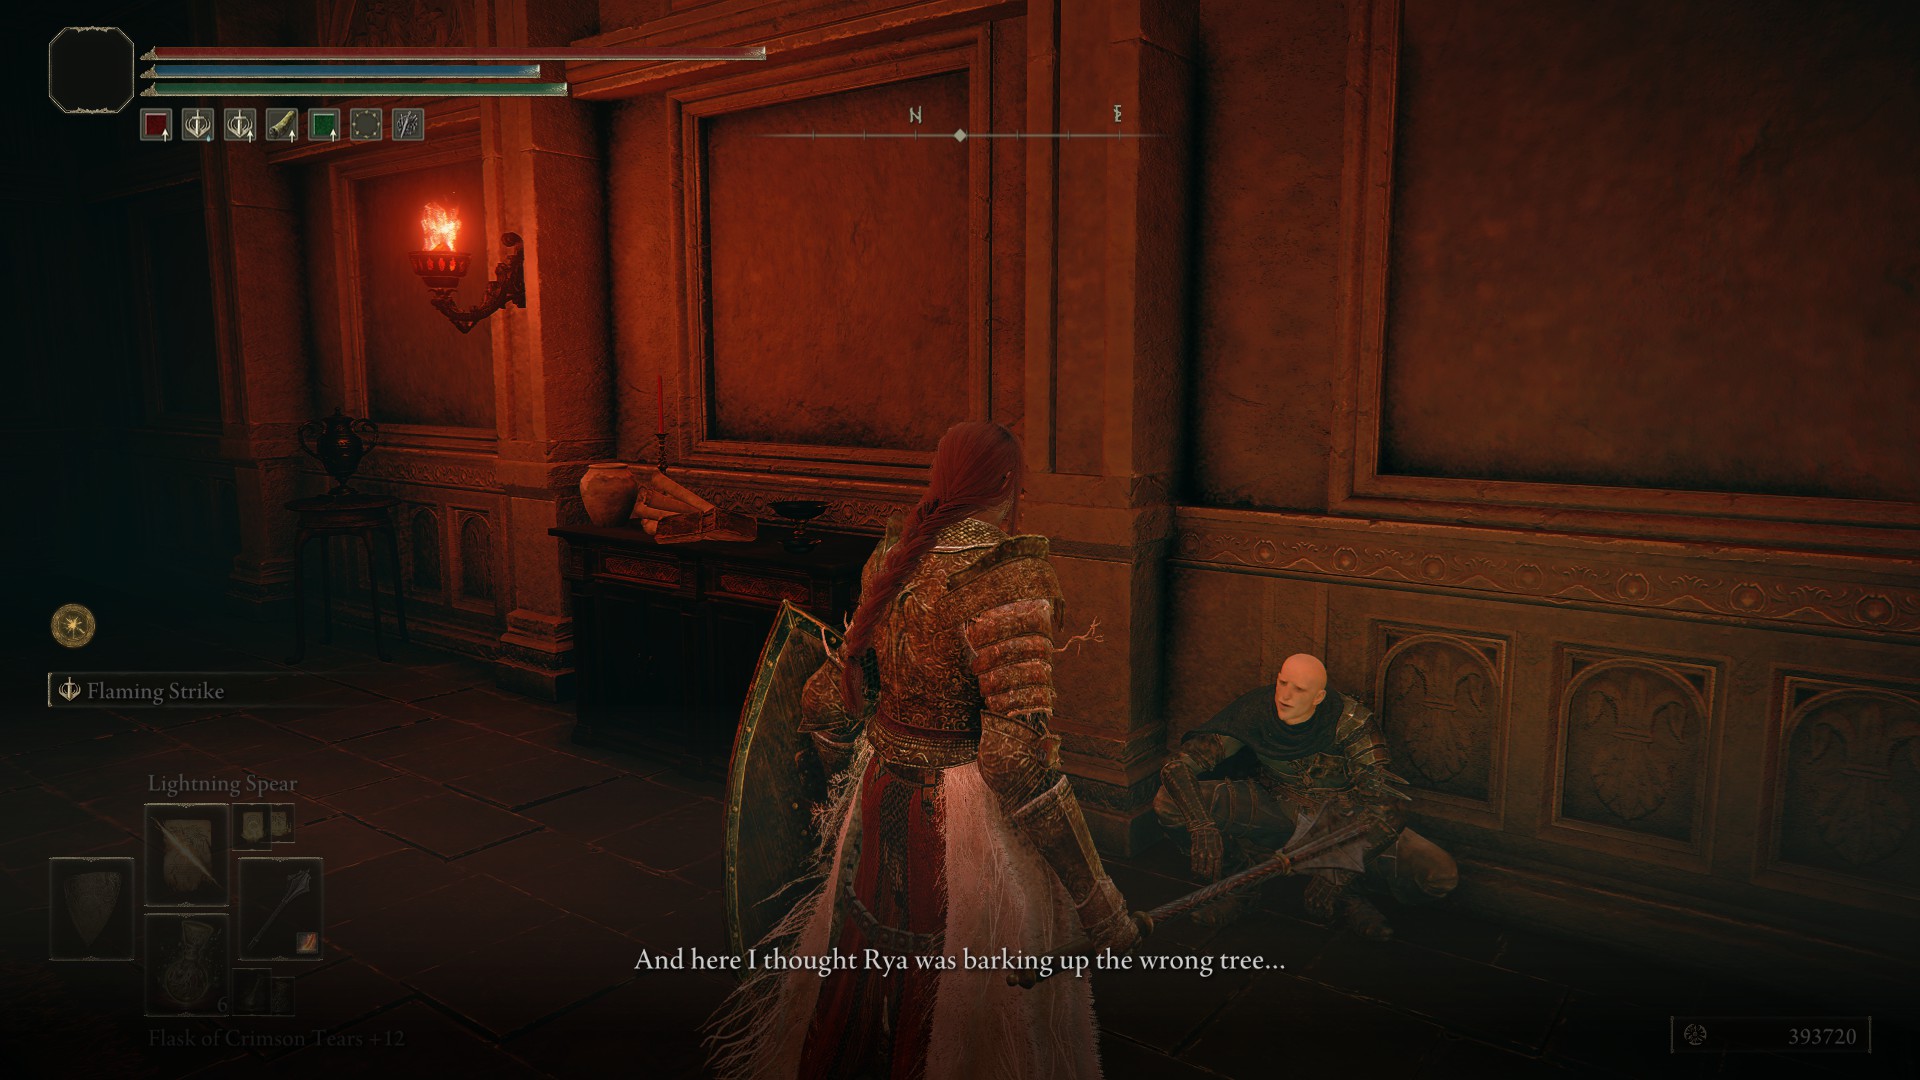 N
E
Flaming Strike
Lightning Spear
6
And here I thought Rya was barking up the wrong tree...
Flask of Crimson Tears +12
393720